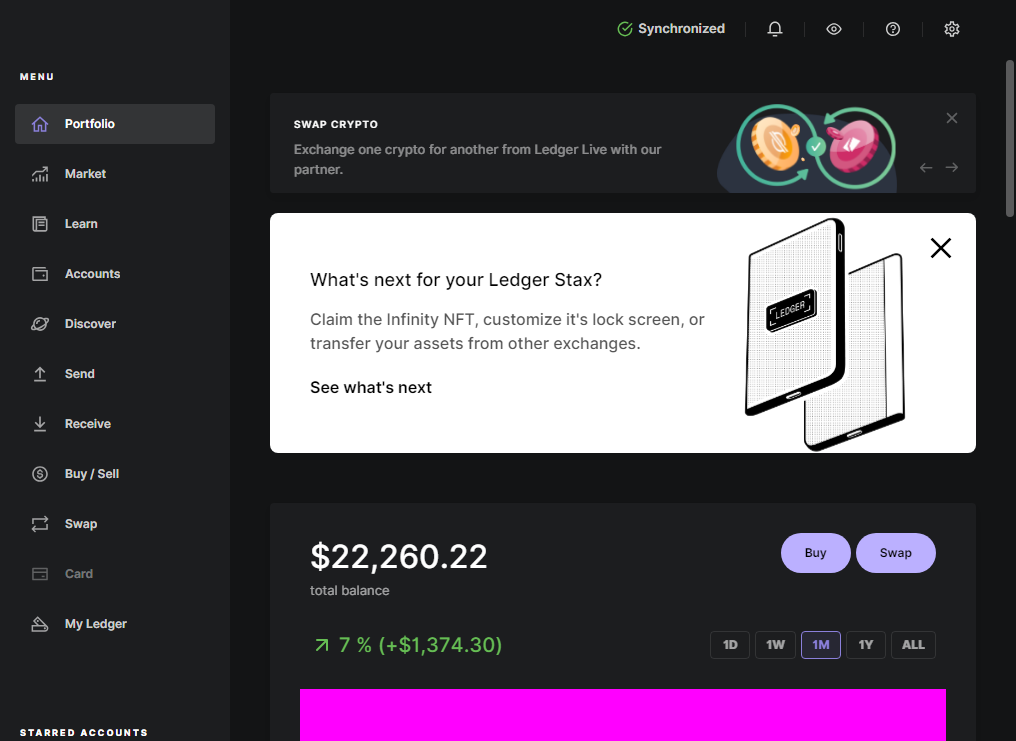 Synchronized
MENU
Portfolio
Market
Learn
Accounts
Discover
Send
Receive
Buy / Sell
Swap
Card
My Ledger
STARRED ACCOUNTS
SWAP CRYPTO
Exchange one crypto for another from Ledger Live with our
partner.
What's next for your Ledger Stax?
Claim the Infinity NFT, customize it's lock screen, or
transfer your assets from other exchanges.
See what's next
LEDGER
$22,260.22
total balance
Buy
Swap
7 % (+$1,374.30)
1D 1W 1M 1Y ALL